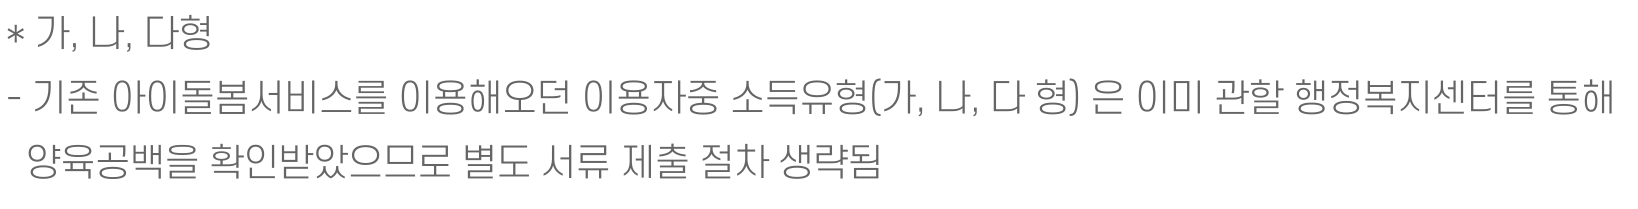 * 가, 나, 다형
- 기존 아이돌봄서비스를 이용해오던 이용자중 소득유형(가, 나, 다 형) 은 이미 관할 행정복지센터를 통해
양육공백을 확인받았으므로 별도 서류 제출 절차 생략됨